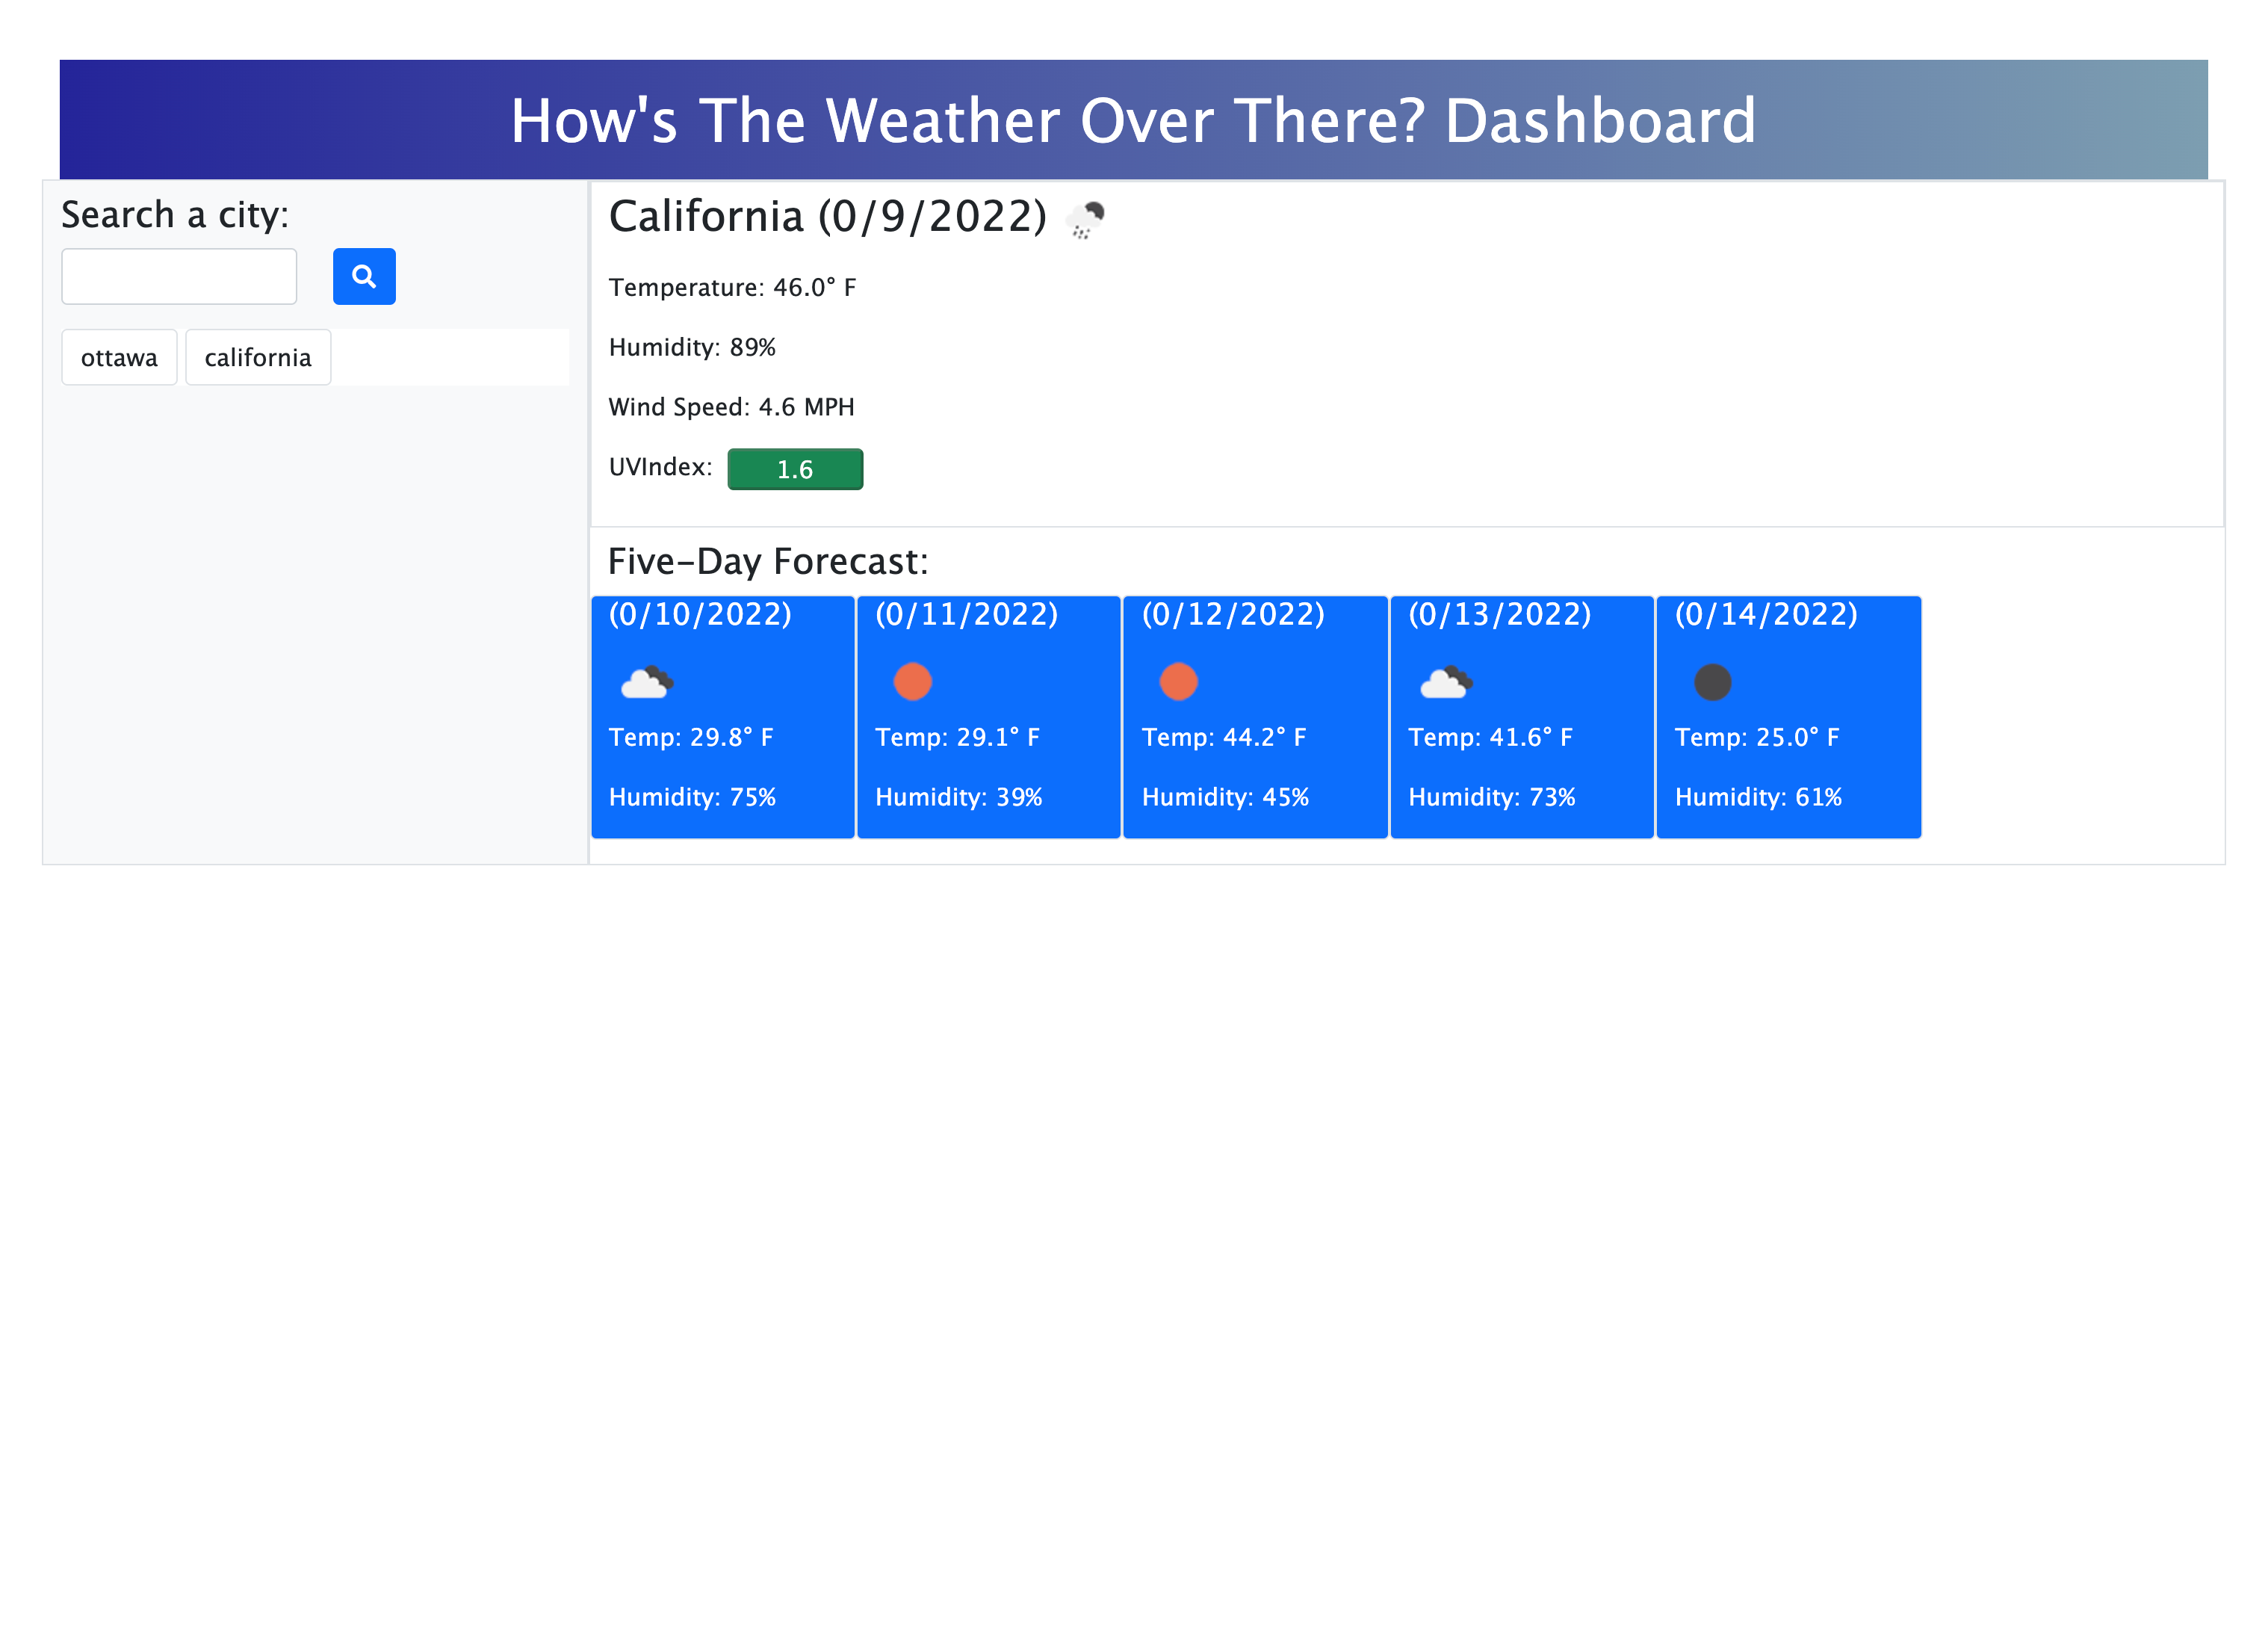 How's The Weather Over There? Dashboard
Search a city:
ottawa california
California (0/9/2022)
Temperature: 46.0° F
Humidity: 89%
Wind Speed: 4.6 MPH
UVIndex: 1.6
Five-Day Forecast:
(0/10/2022)
Temp: 29.8° F
Humidity: 75%
(0/11/2022)
Temp: 29.1° F
Humidity: 39%
(0/12/2022)
Temp: 44.2° F
Humidity: 45%
(0/13/2022)
Temp: 41.6° F
Humidity: 73%
(0/14/2022)
Temp: 25.0° F
Humidity: 61%